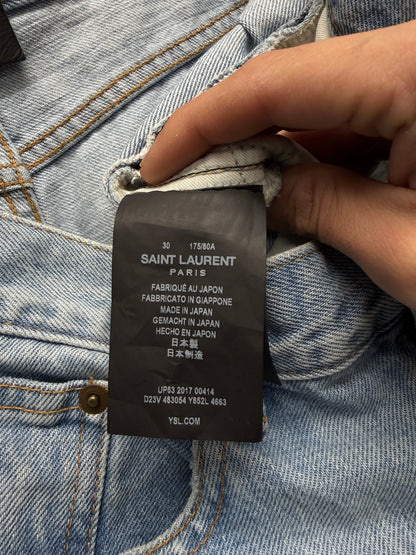 30 175/80A
SAINT LAURENT
PARIS
FABRIQUÉ AU JAPON
FABBRICATO IN GIAPPONE
MADE IN JAPAN
GEMACHT IN JAPAN
HECHO EN JAPON
日本製
日本制造
UP53 2017 00414
D23V 483054 Y852L 4663
YSL.COM